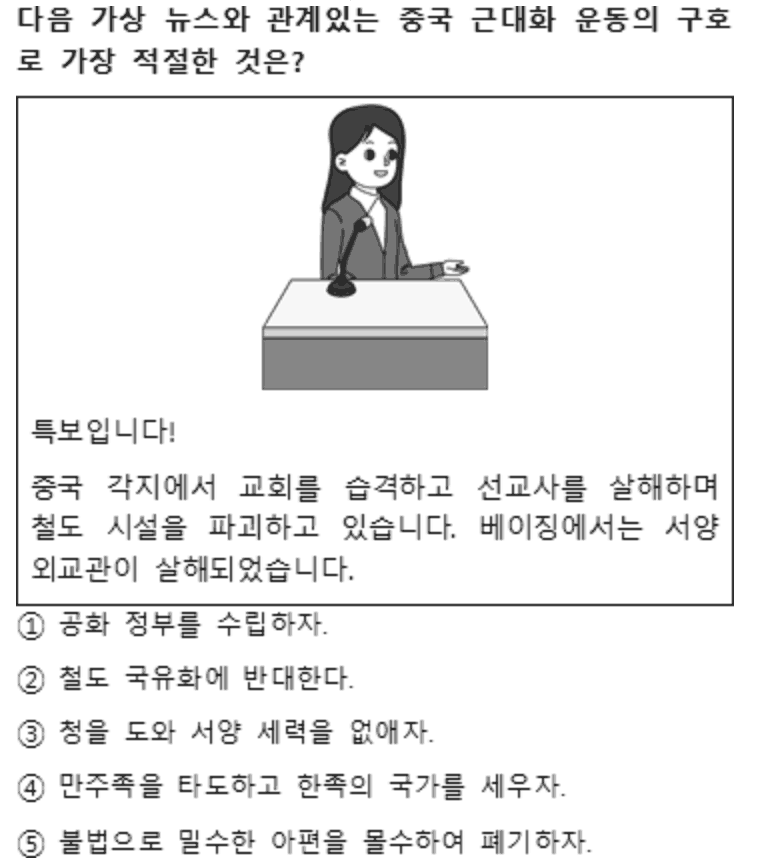 다음 가상 뉴스와 관계있는 중국 근대화 운동의 구호
로 가장 적절한 것은?
특보입니다!
중국 각지에서 교회를 습격하고 선교사를 살해하며
철도 시설을 파괴하고 있습니다. 베이징에서는 서양
외교관이 살해되었습니다.
① 공화 정부를 수립하자.
② 철도 국유화에 반대한다.
③ 청을 도와 서양 세력을 없애자.
④ 만주족을 타도하고 한족의 국가를 세우자.
⑤ 불법으로 밀수한 아편을 몰수하여 폐기하자.